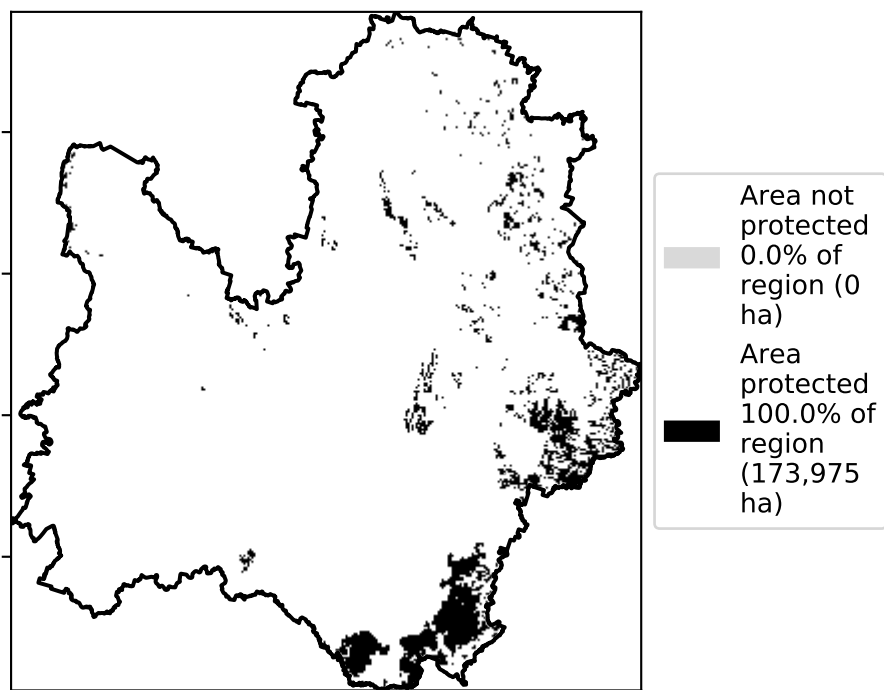 Area not
protected
0.0% of
region (0
ha)
Area
protected
100.0% of
region
(173,975
ha)